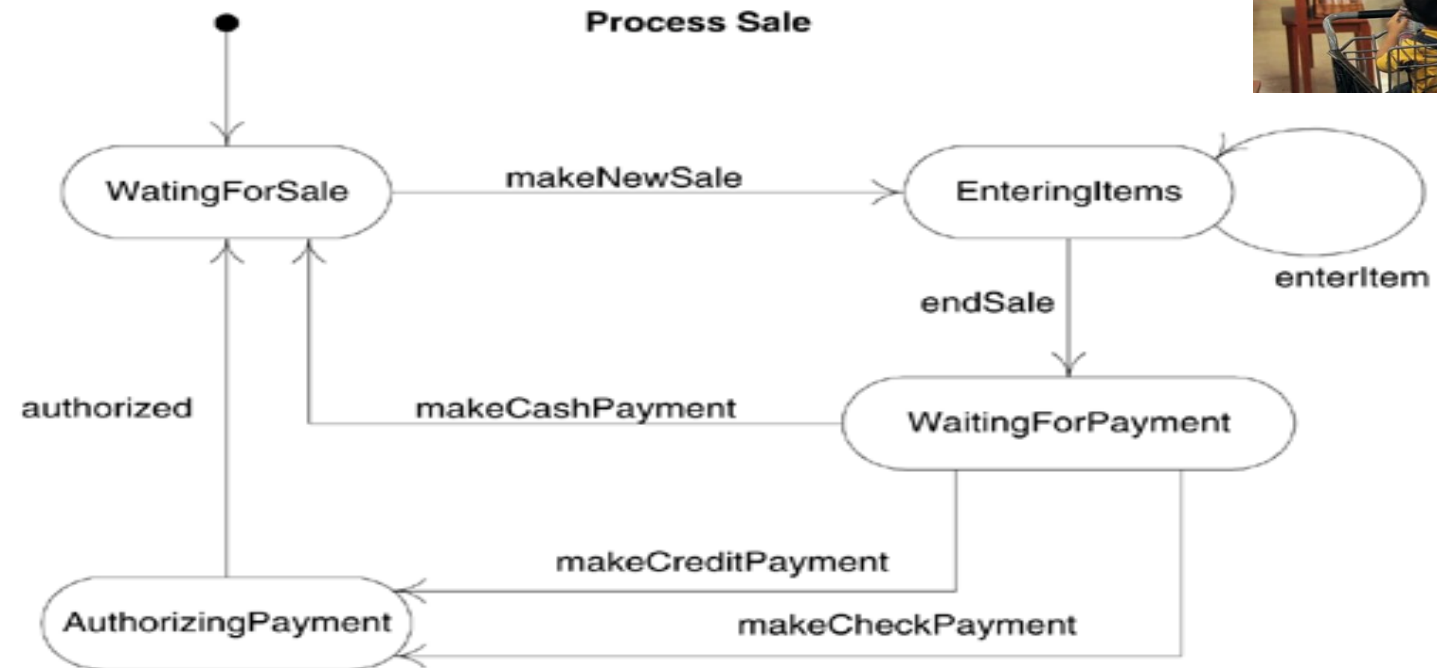 Process Sale
WatingForSale
makeNewSale
EnteringItems
enterItem
endSale
authorized
makeCashPayment
WaitingForPayment
makeCreditPayment
AuthorizingPayment
makeCheckPayment